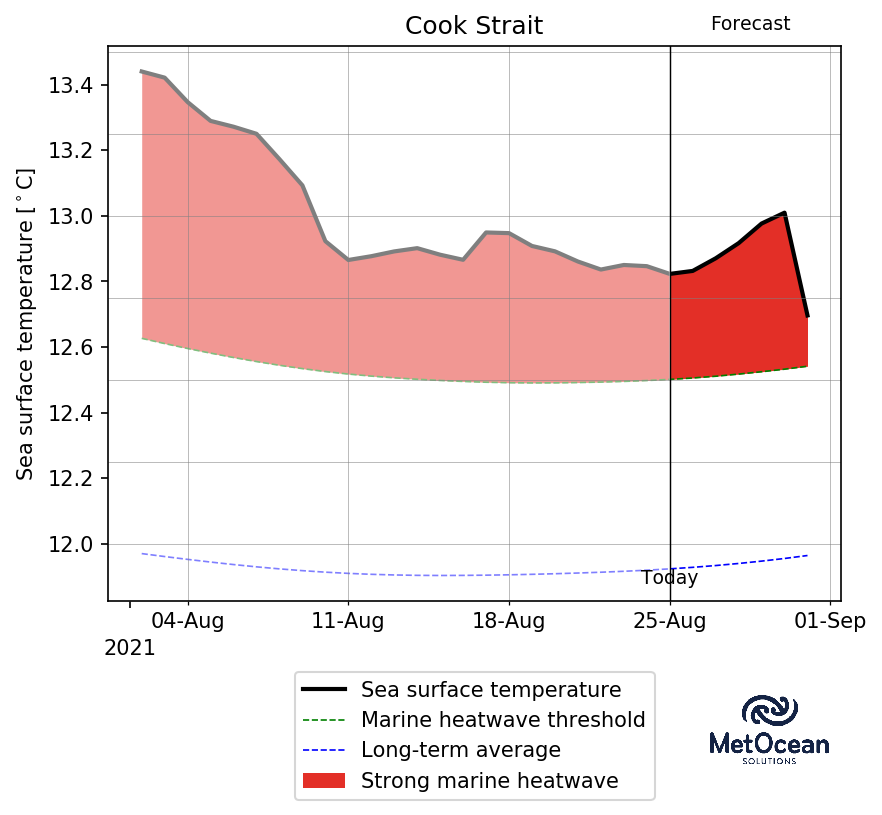 Cook Strait
Forecast
Sea surface temperature [°C]
13.4
13.2
13.0
12.8
12.6
12.4
12.2
12.0
Today
04-Aug
11-Aug
18-Aug
25-Aug
01-Sep
2021
Sea surface temperature
Marine heatwave threshold
Long-term average
Strong marine heatwave
MetOcean
SOLUTIONS